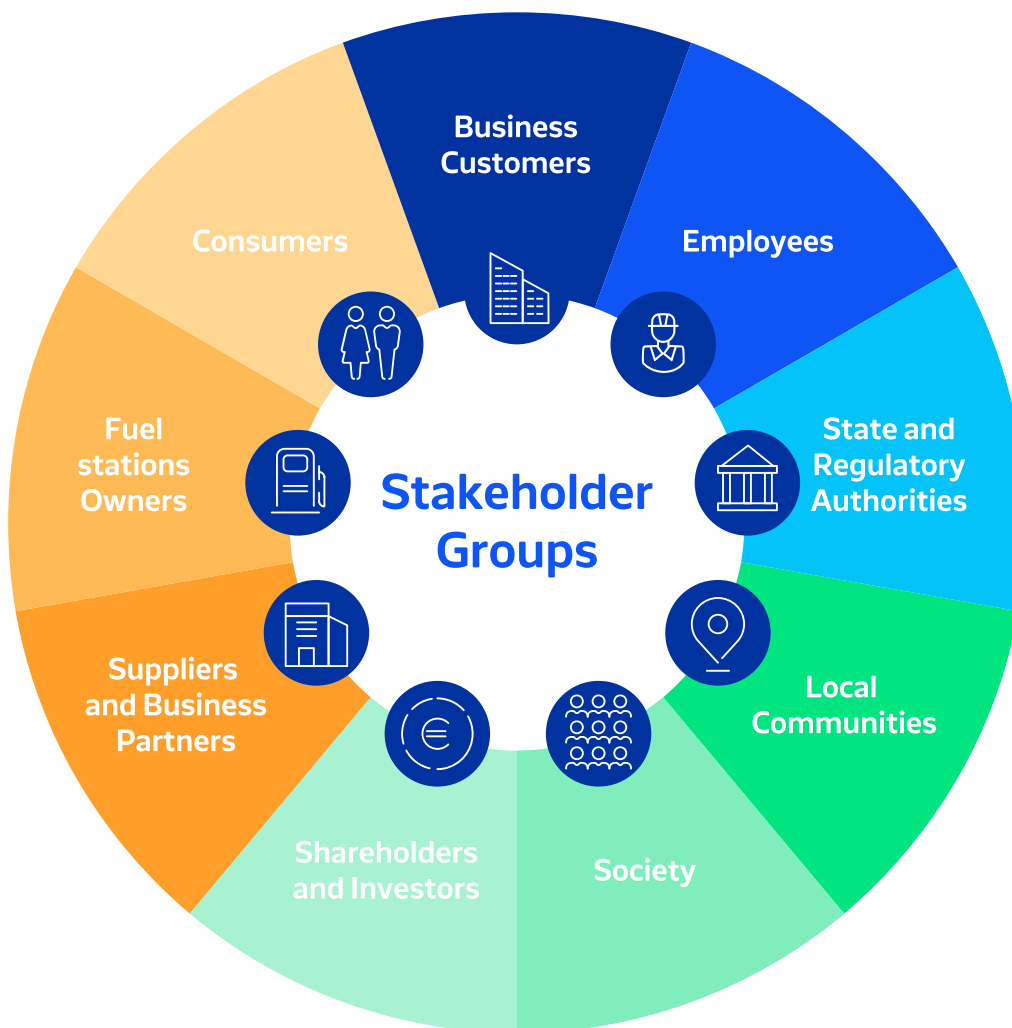 Business
Customers
Consumers
Employees
Fuel
stations
Owners
State and
Regulatory
Authorities
Stakeholder
Groups
Suppliers
and Business
Partners
Local
Communities
Shareholders
and Investors
Society